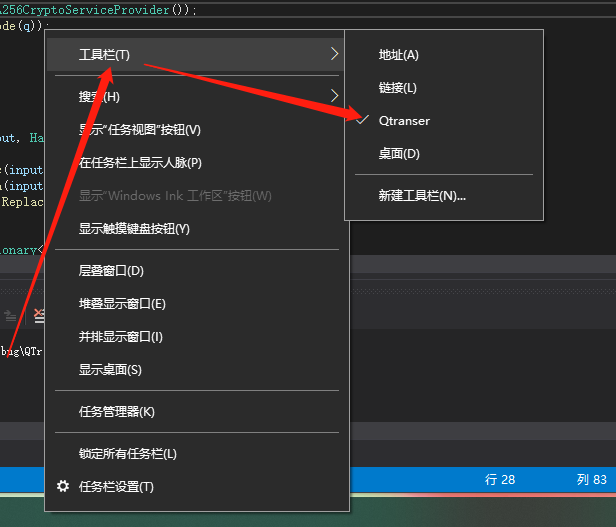 A256CryptoServiceProvider());
ode(q));
工具栏(T)
搜索(H)
显示"任务视图"按钮(V)
在任务栏上显示人脉(P)
显示"Windows Ink 工作区"按钮(W)
显示触摸键盘按钮(Y)
层叠窗口(D)
堆叠显示窗口(E)
并排显示窗口(I)
显示桌面(S)
任务管理器(K)
锁定所有任务栏(L)
任务栏设置(T)
地址(A)
链接(L)
Qtranser
桌面(D)
新建工具栏(N)...
out, Ha
s(input
n(input
Replac
onary<
bug\QTr
行 28
列 83